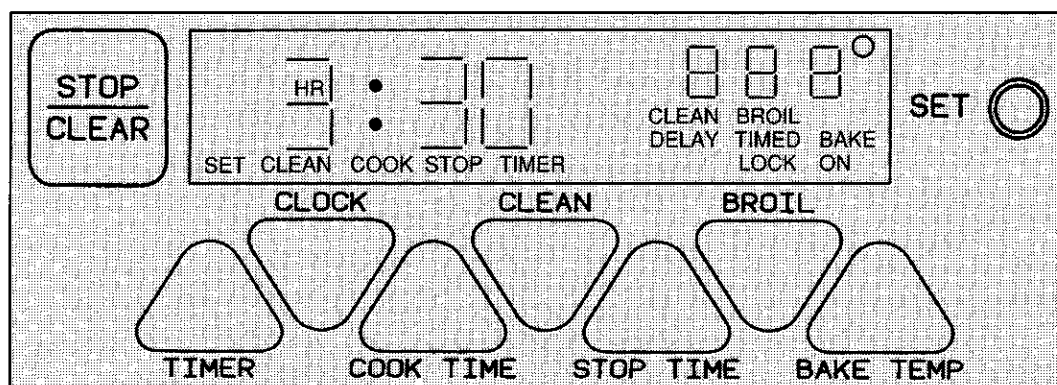 STOP
CLEAR
HR
3:30
888°
CLEAN BROIL
DELAY TIMED BAKE
LOCK ON
SET CLEAN COOK STOP TIMER
SET
CLOCK CLEAN BROIL
TIMER COOK TIME STOP TIME BAKE TEMP